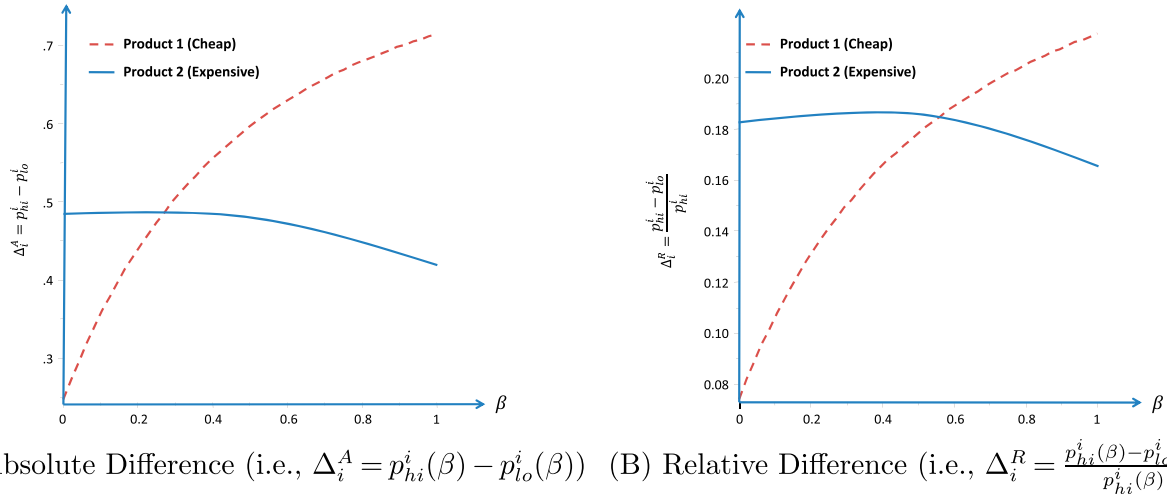 Product 1 (Cheap)
Product 2 (Expensive)
.7
.6
.5
.4
.3
Δ_i^A = p_hi^i − p_lo^i
0 0.2 0.4 0.6 0.8 1 β
Product 1 (Cheap)
Product 2 (Expensive)
0.20
0.18
0.16
0.14
0.12
0.10
0.08
Δ_i^R = (p_hi^i − p_lo^i) / p_hi^i
0 0.2 0.4 0.6 0.8 1 β
bsolute Difference (i.e., Δ_i^A = p_hi^i(β) − p_lo^i(β)) (B) Relative Difference (i.e., Δ_i^R = p_hi^i(β)−p_lo^i / p_hi^i(β)